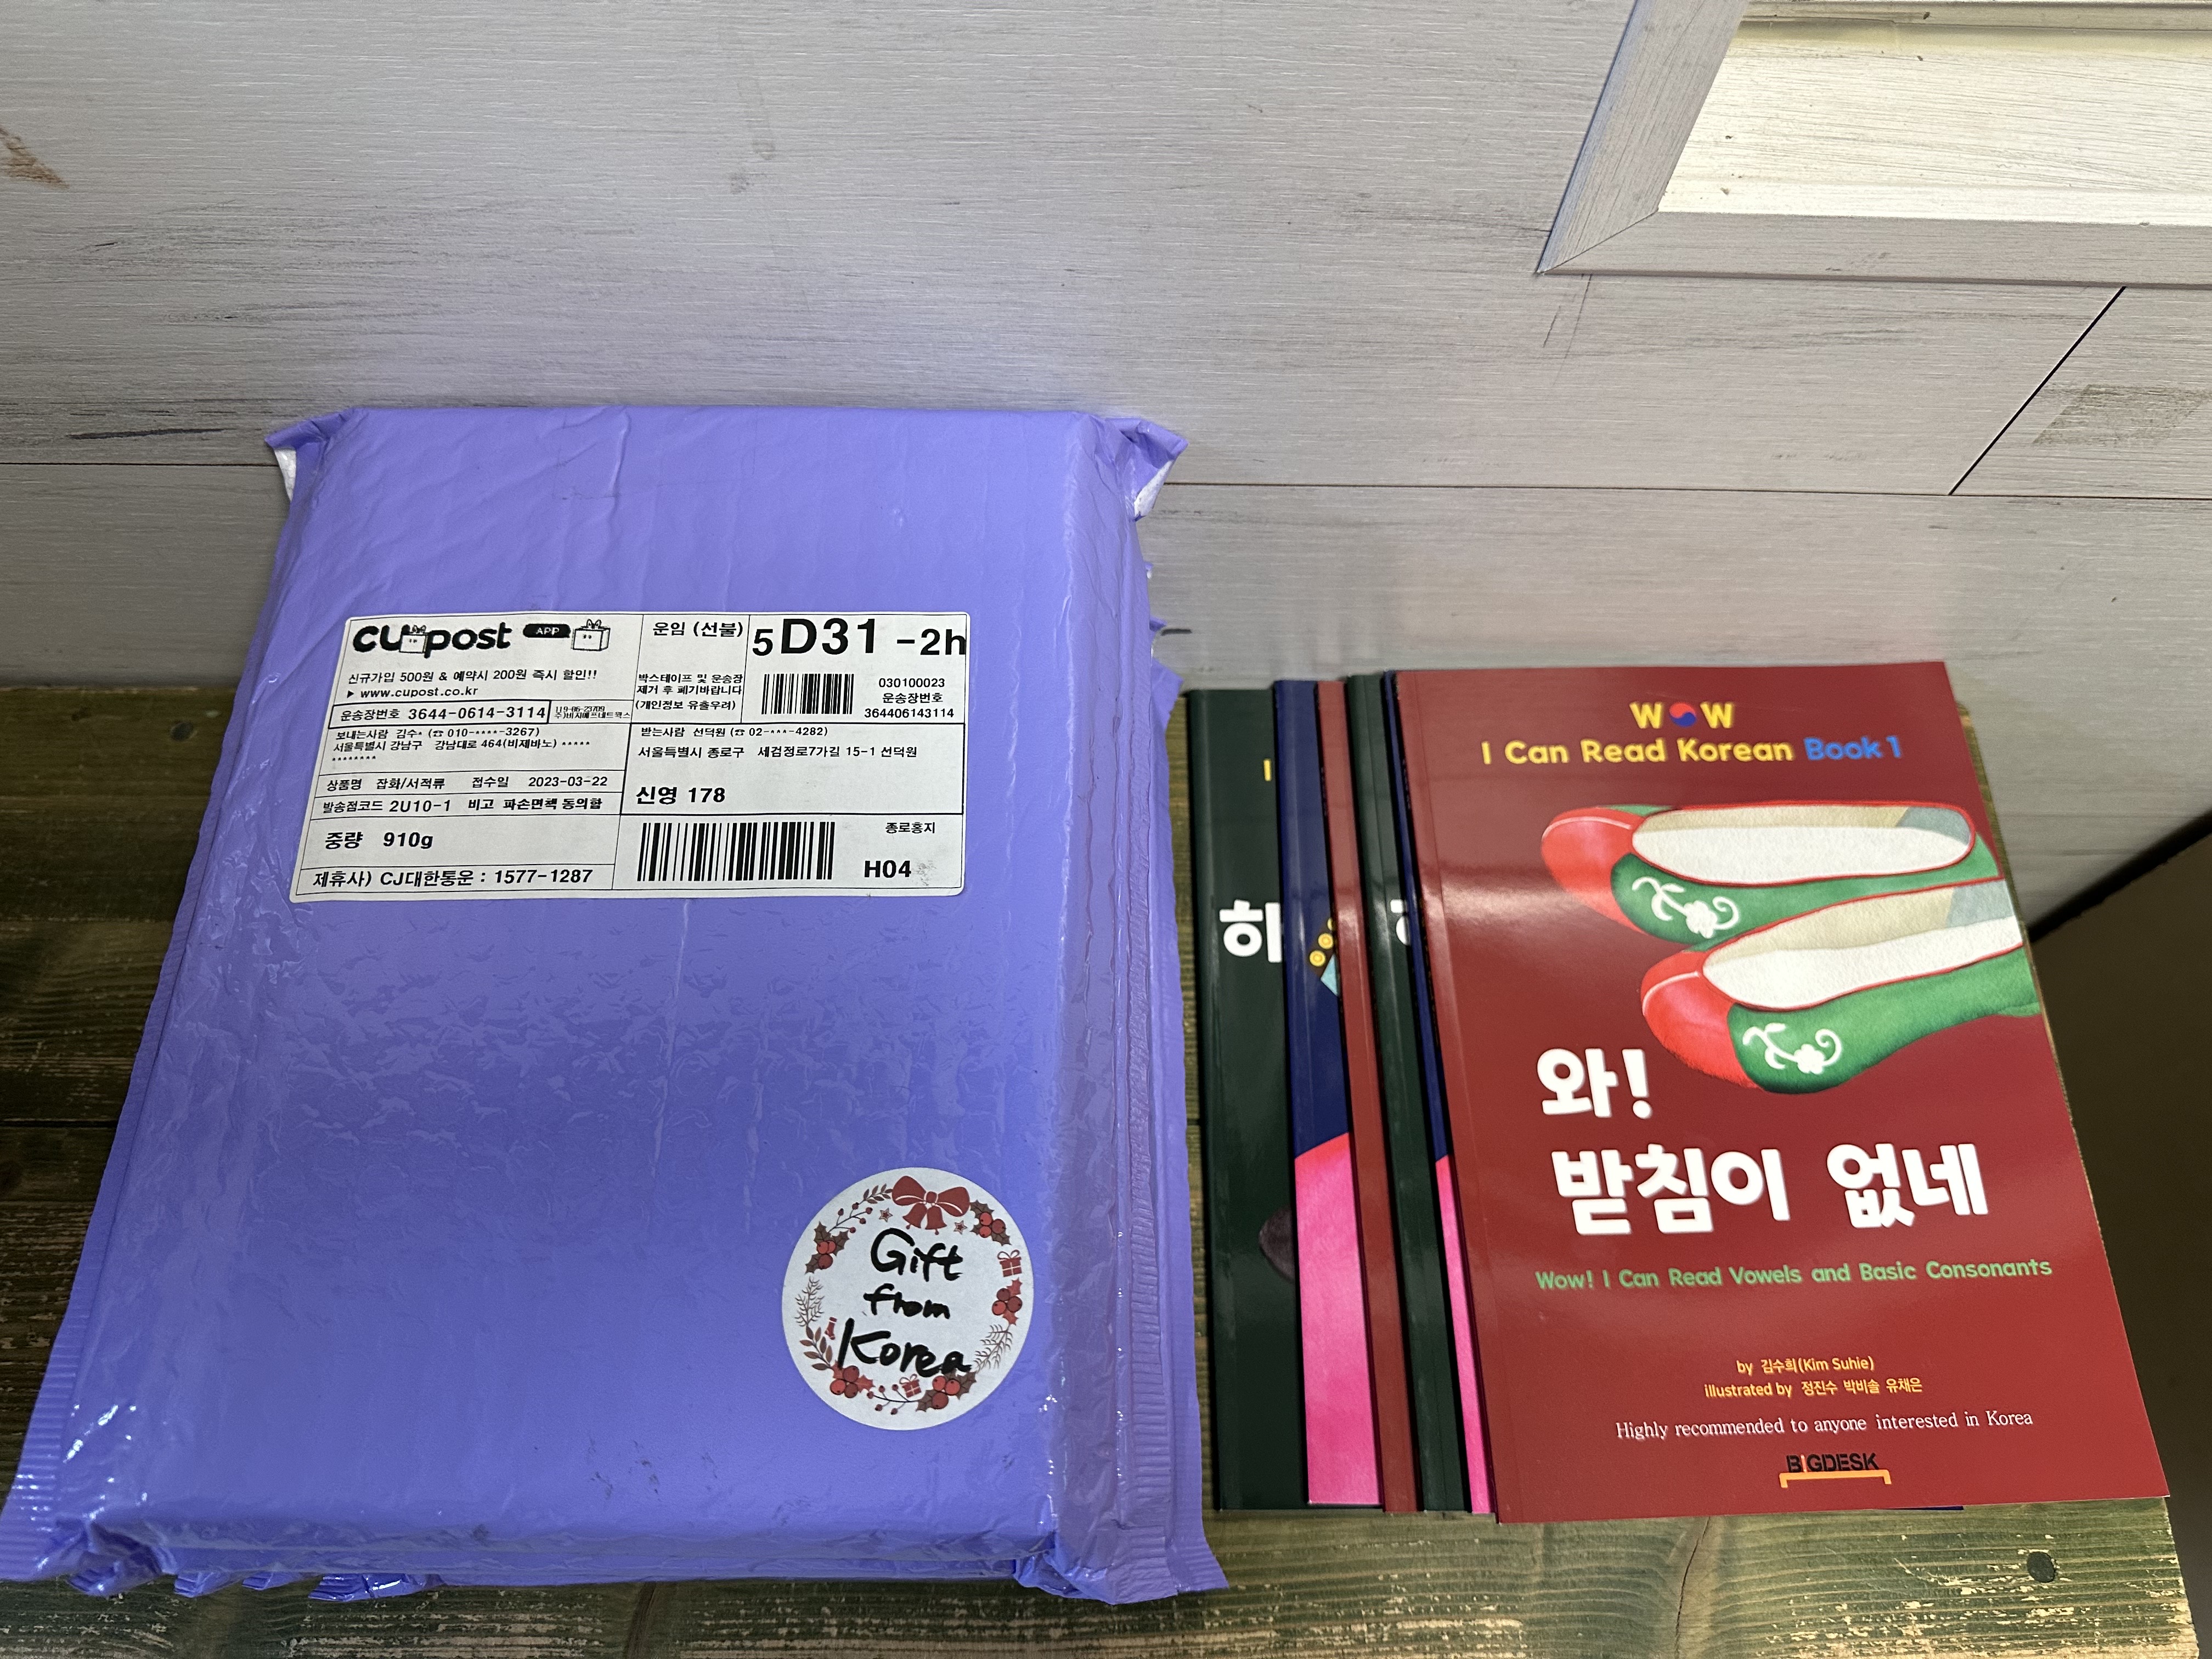 CU post APP
신규가입 500원 & 예약시 200원 즉시 할인!!
▶ www.cupost.co.kr
운임 (선불)
5D31-2h
박스테이프 및 운송장
제거 후 폐기바랍니다
(개인정보 유출우려)
030100023
운송장번호
364406143114
운송장번호 3644-0614-3114
보내는사람 김수* (☎ 010-****-3267)
서울특별시 강남구 강남대로 464(비제바노) *****
********
받는사람 선덕원 (☎ 02-***-4282)
서울특별시 종로구 세검정로7가길 15-1 선덕원
신영 178
상품명 잡화/서적류 접수일 2023-03-22
발송점코드 2U10-1 비고 파손면책 동의함
중량 910g
제휴사) CJ대한통운 : 1577-1287
종로홍지
H04
Gift
from
Korea
I
하
WOW
I Can Read Korean Book 1
와!
받침이 없네
Wow! I Can Read Vowels and Basic Consonants
by 김수희(Kim Suhie)
illustrated by 정진수 박비솔 유채은
Highly recommended to anyone interested in Korea
BIGDESK